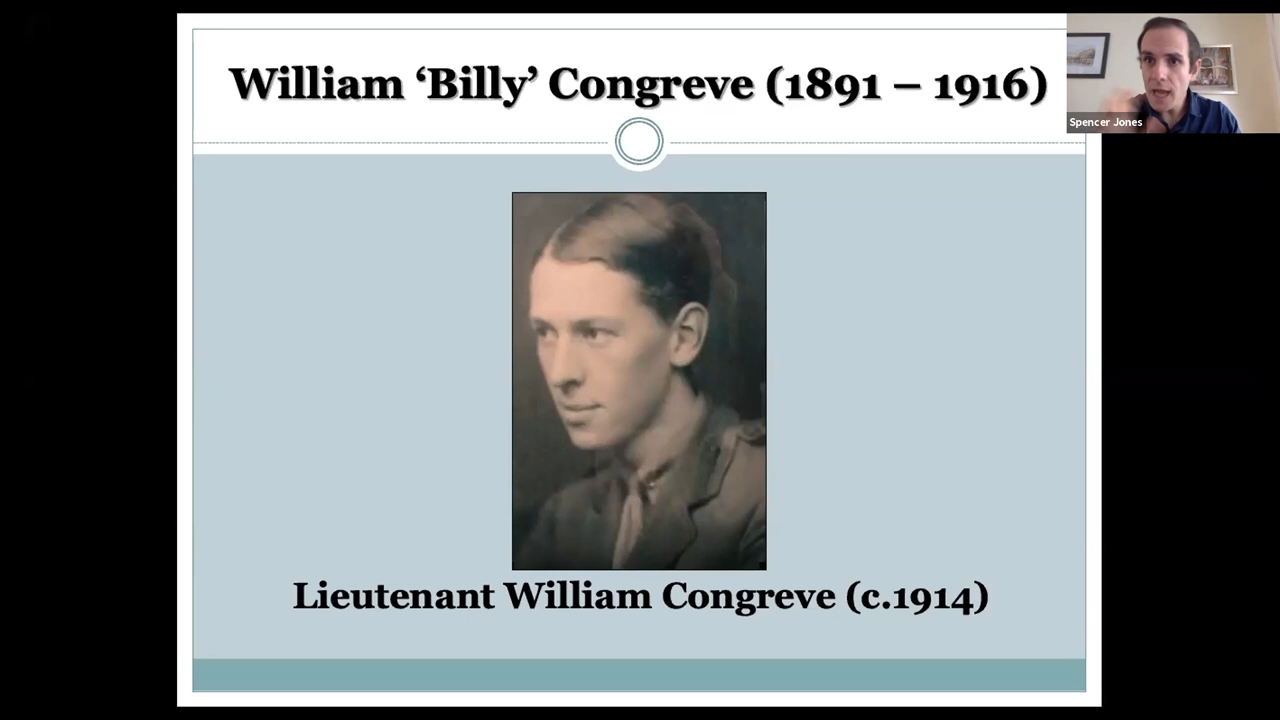 William ‘Billy’ Congreve (1891 – 1916)
Spencer Jones
Lieutenant William Congreve (c.1914)